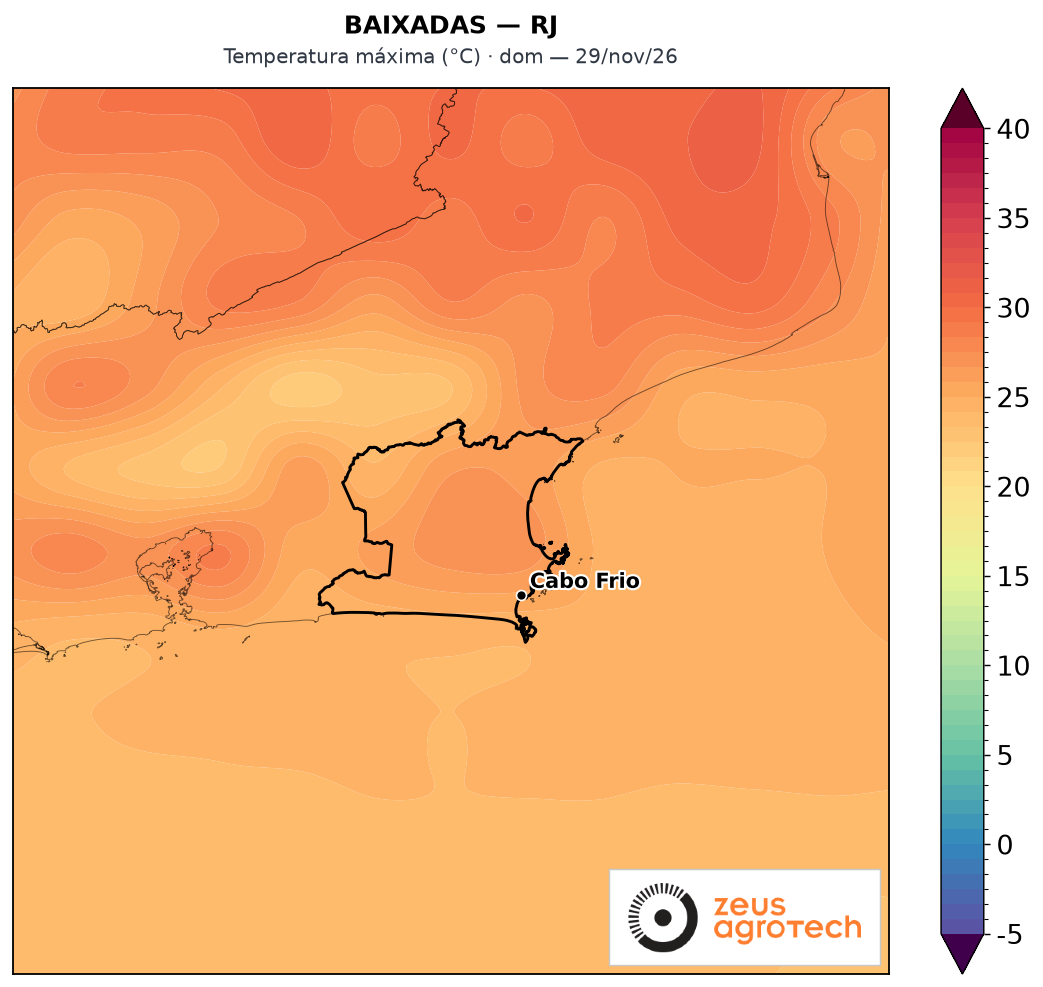 BAIXADAS — RJ
Temperatura máxima (°C) · dom — 29/nov/26
40
35
30
25
20
15
10
5
0
-5
Cabo Frio
zeus
agrotech